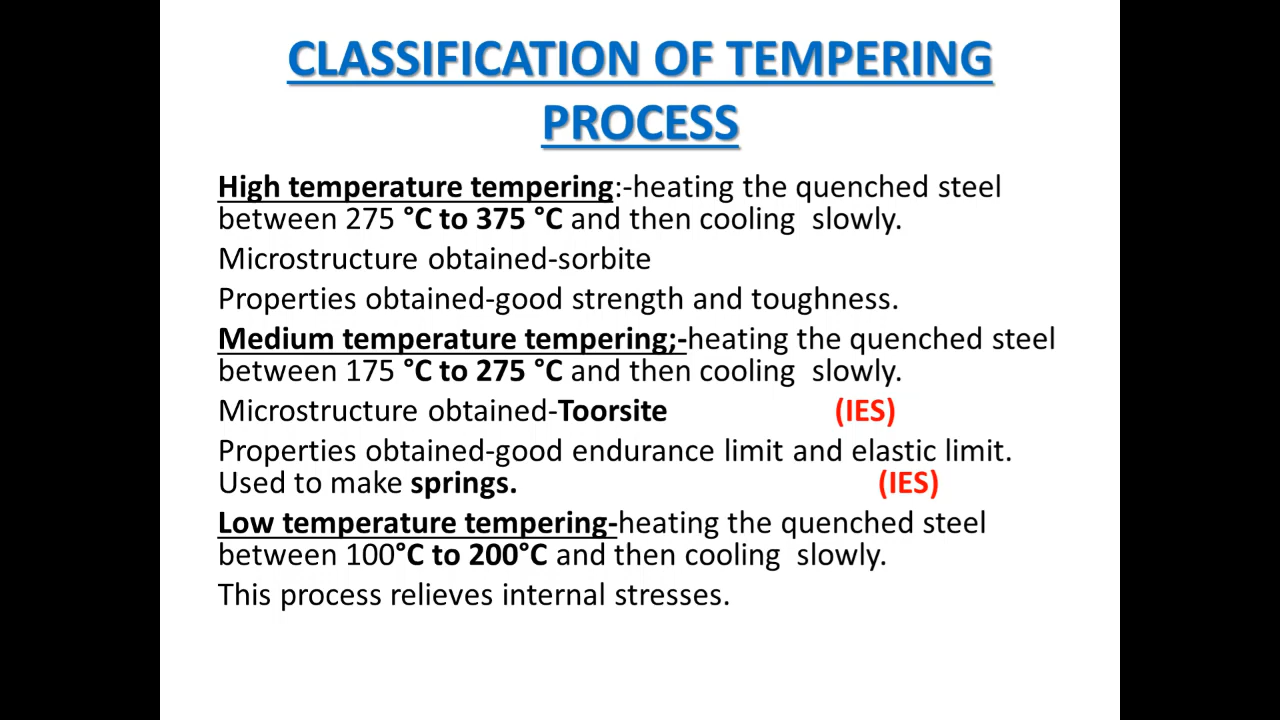 CLASSIFICATION OF TEMPERING
PROCESS
High temperature tempering:-heating the quenched steel
between 275 °C to 375 °C and then cooling  slowly.
Microstructure obtained-sorbite
Properties obtained-good strength and toughness.
Medium temperature tempering;-heating the quenched steel
between 175 °C to 275 °C and then cooling  slowly.
Microstructure obtained-Toorsite (IES)
Properties obtained-good endurance limit and elastic limit.
Used to make springs. (IES)
Low temperature tempering-heating the quenched steel
between 100°C to 200°C and then cooling  slowly.
This process relieves internal stresses.